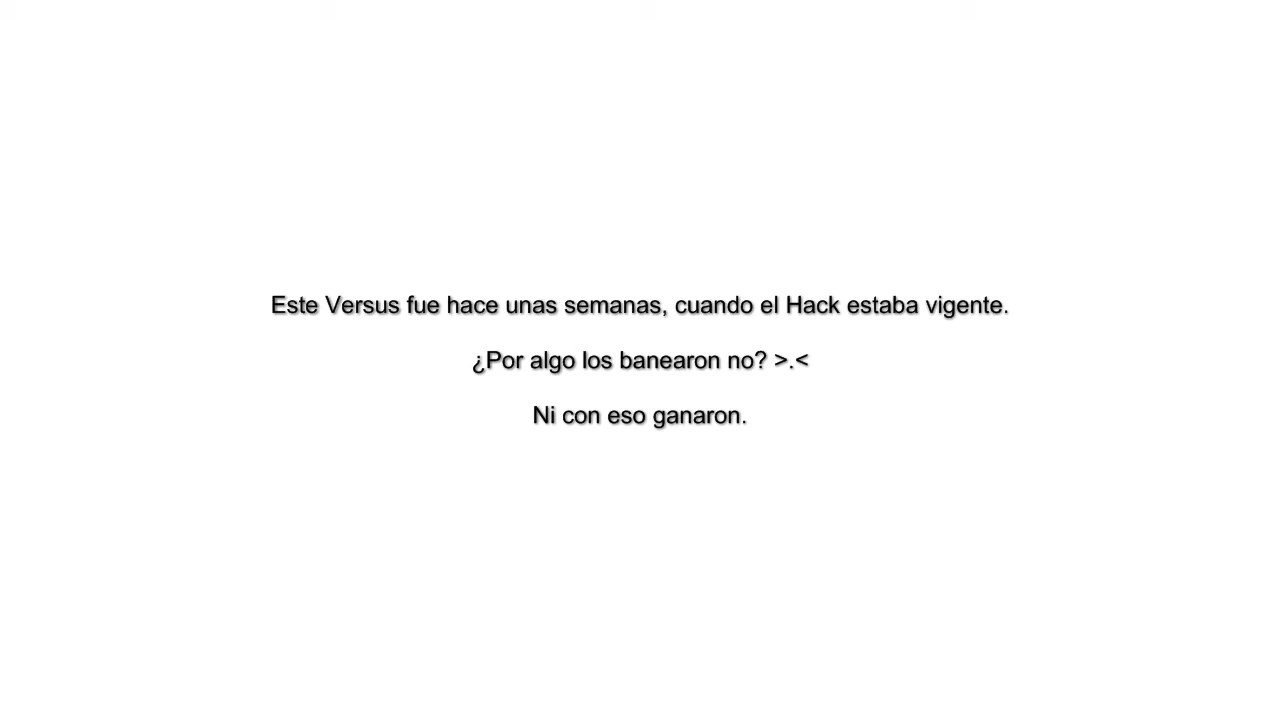 Este Versus fue hace unas semanas, cuando el Hack estaba vigente.
¿Por algo los banearon no? >.<
Ni con eso ganaron.